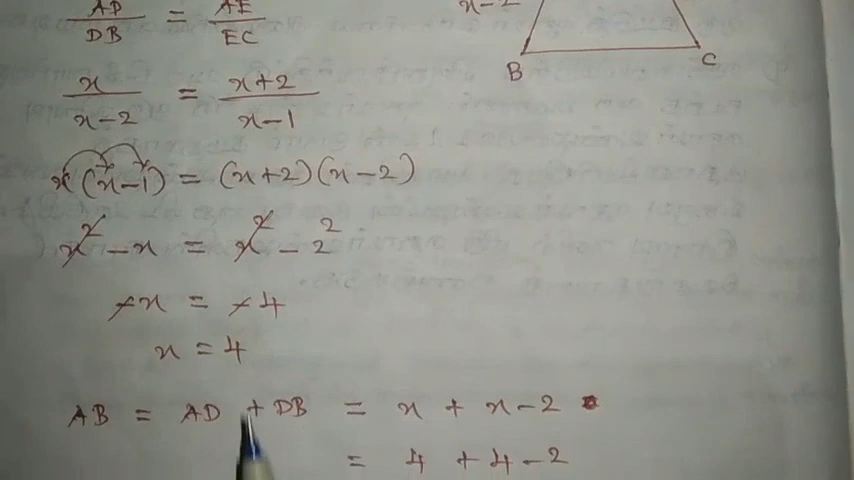 AD/DB = AE/EC
x-2
B
C
x/(x-2) = (x+2)/(x-1)
x(x-1) = (x+2)(x-2)
x² - x = x² - 2²
-x = -4
x = 4
AB = AD + DB = x + x-2
= 4 + 4-2